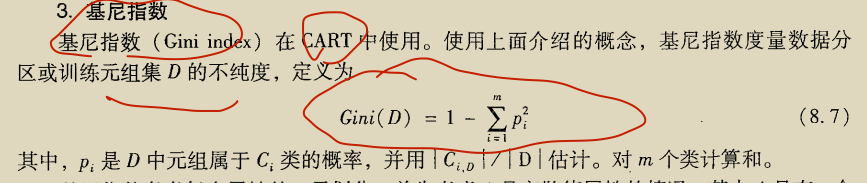 3. 基尼指数
基尼指数（Gini index）在 CART 中使用。使用上面介绍的概念，基尼指数度量数据分
区或训练元组集 D 的不纯度，定义为
Gini(D) = 1 - \sum_{i=1}^{m} p_i^2 (8.7)
其中，p_i 是 D 中元组属于 C_i 类的概率，并用 |C_{i,D}|/|D| 估计。对 m 个类计算和。